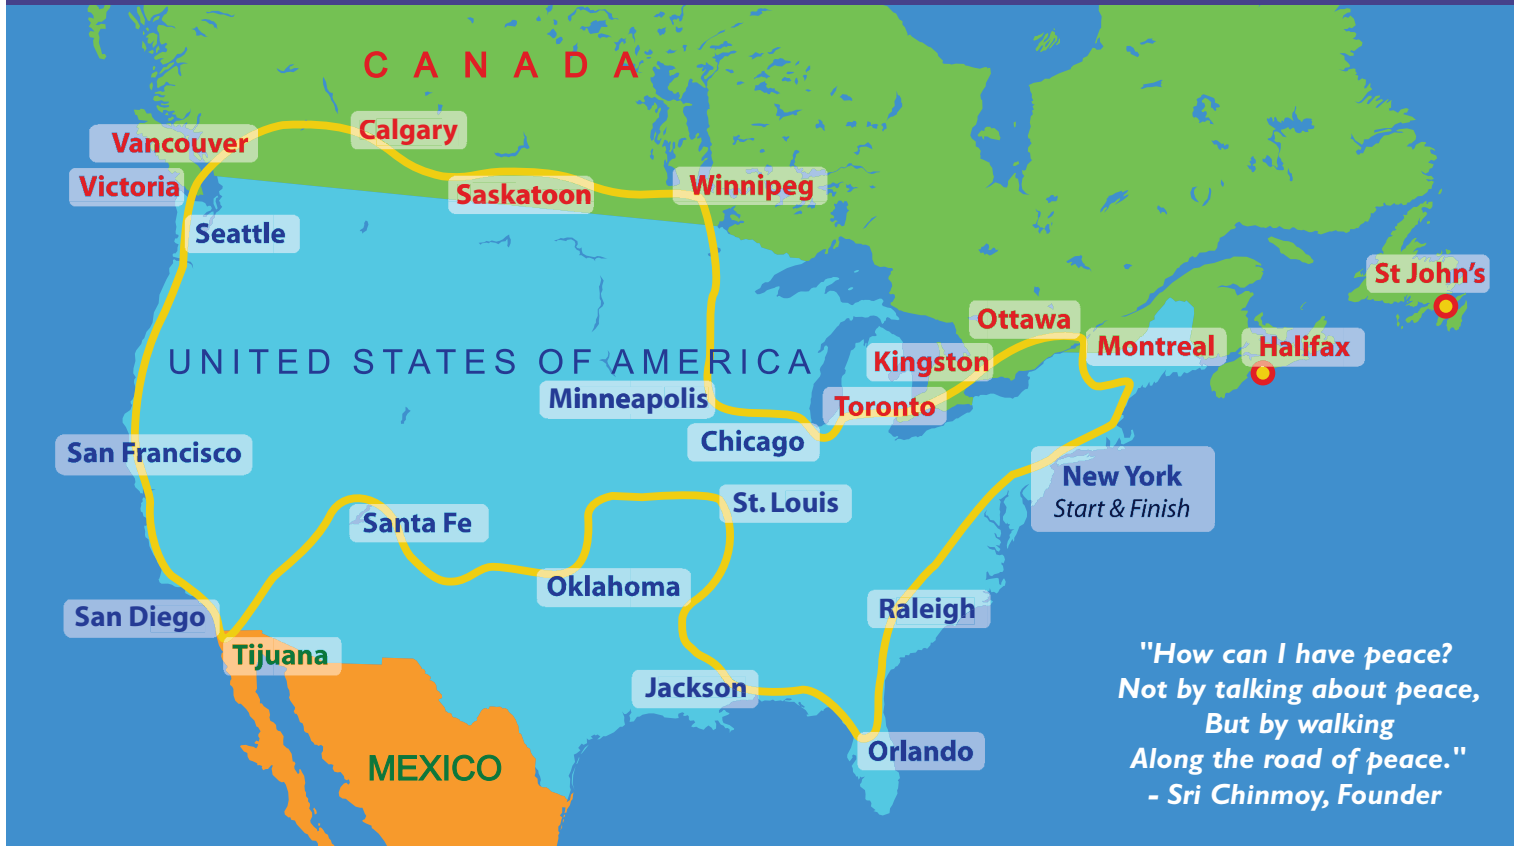 CANADA
Vancouver
Calgary
Victoria
Saskatoon
Winnipeg
Seattle
St John's
Ottawa
UNITED STATES OF AMERICA
Kingston
Montreal
Halifax
Minneapolis
Toronto
Chicago
San Francisco
New York
Start & Finish
St. Louis
Santa Fe
Oklahoma
San Diego
Raleigh
Tijuana
Jackson
Orlando
MEXICO
"How can I have peace?
Not by talking about peace,
But by walking
Along the road of peace."
- Sri Chinmoy, Founder